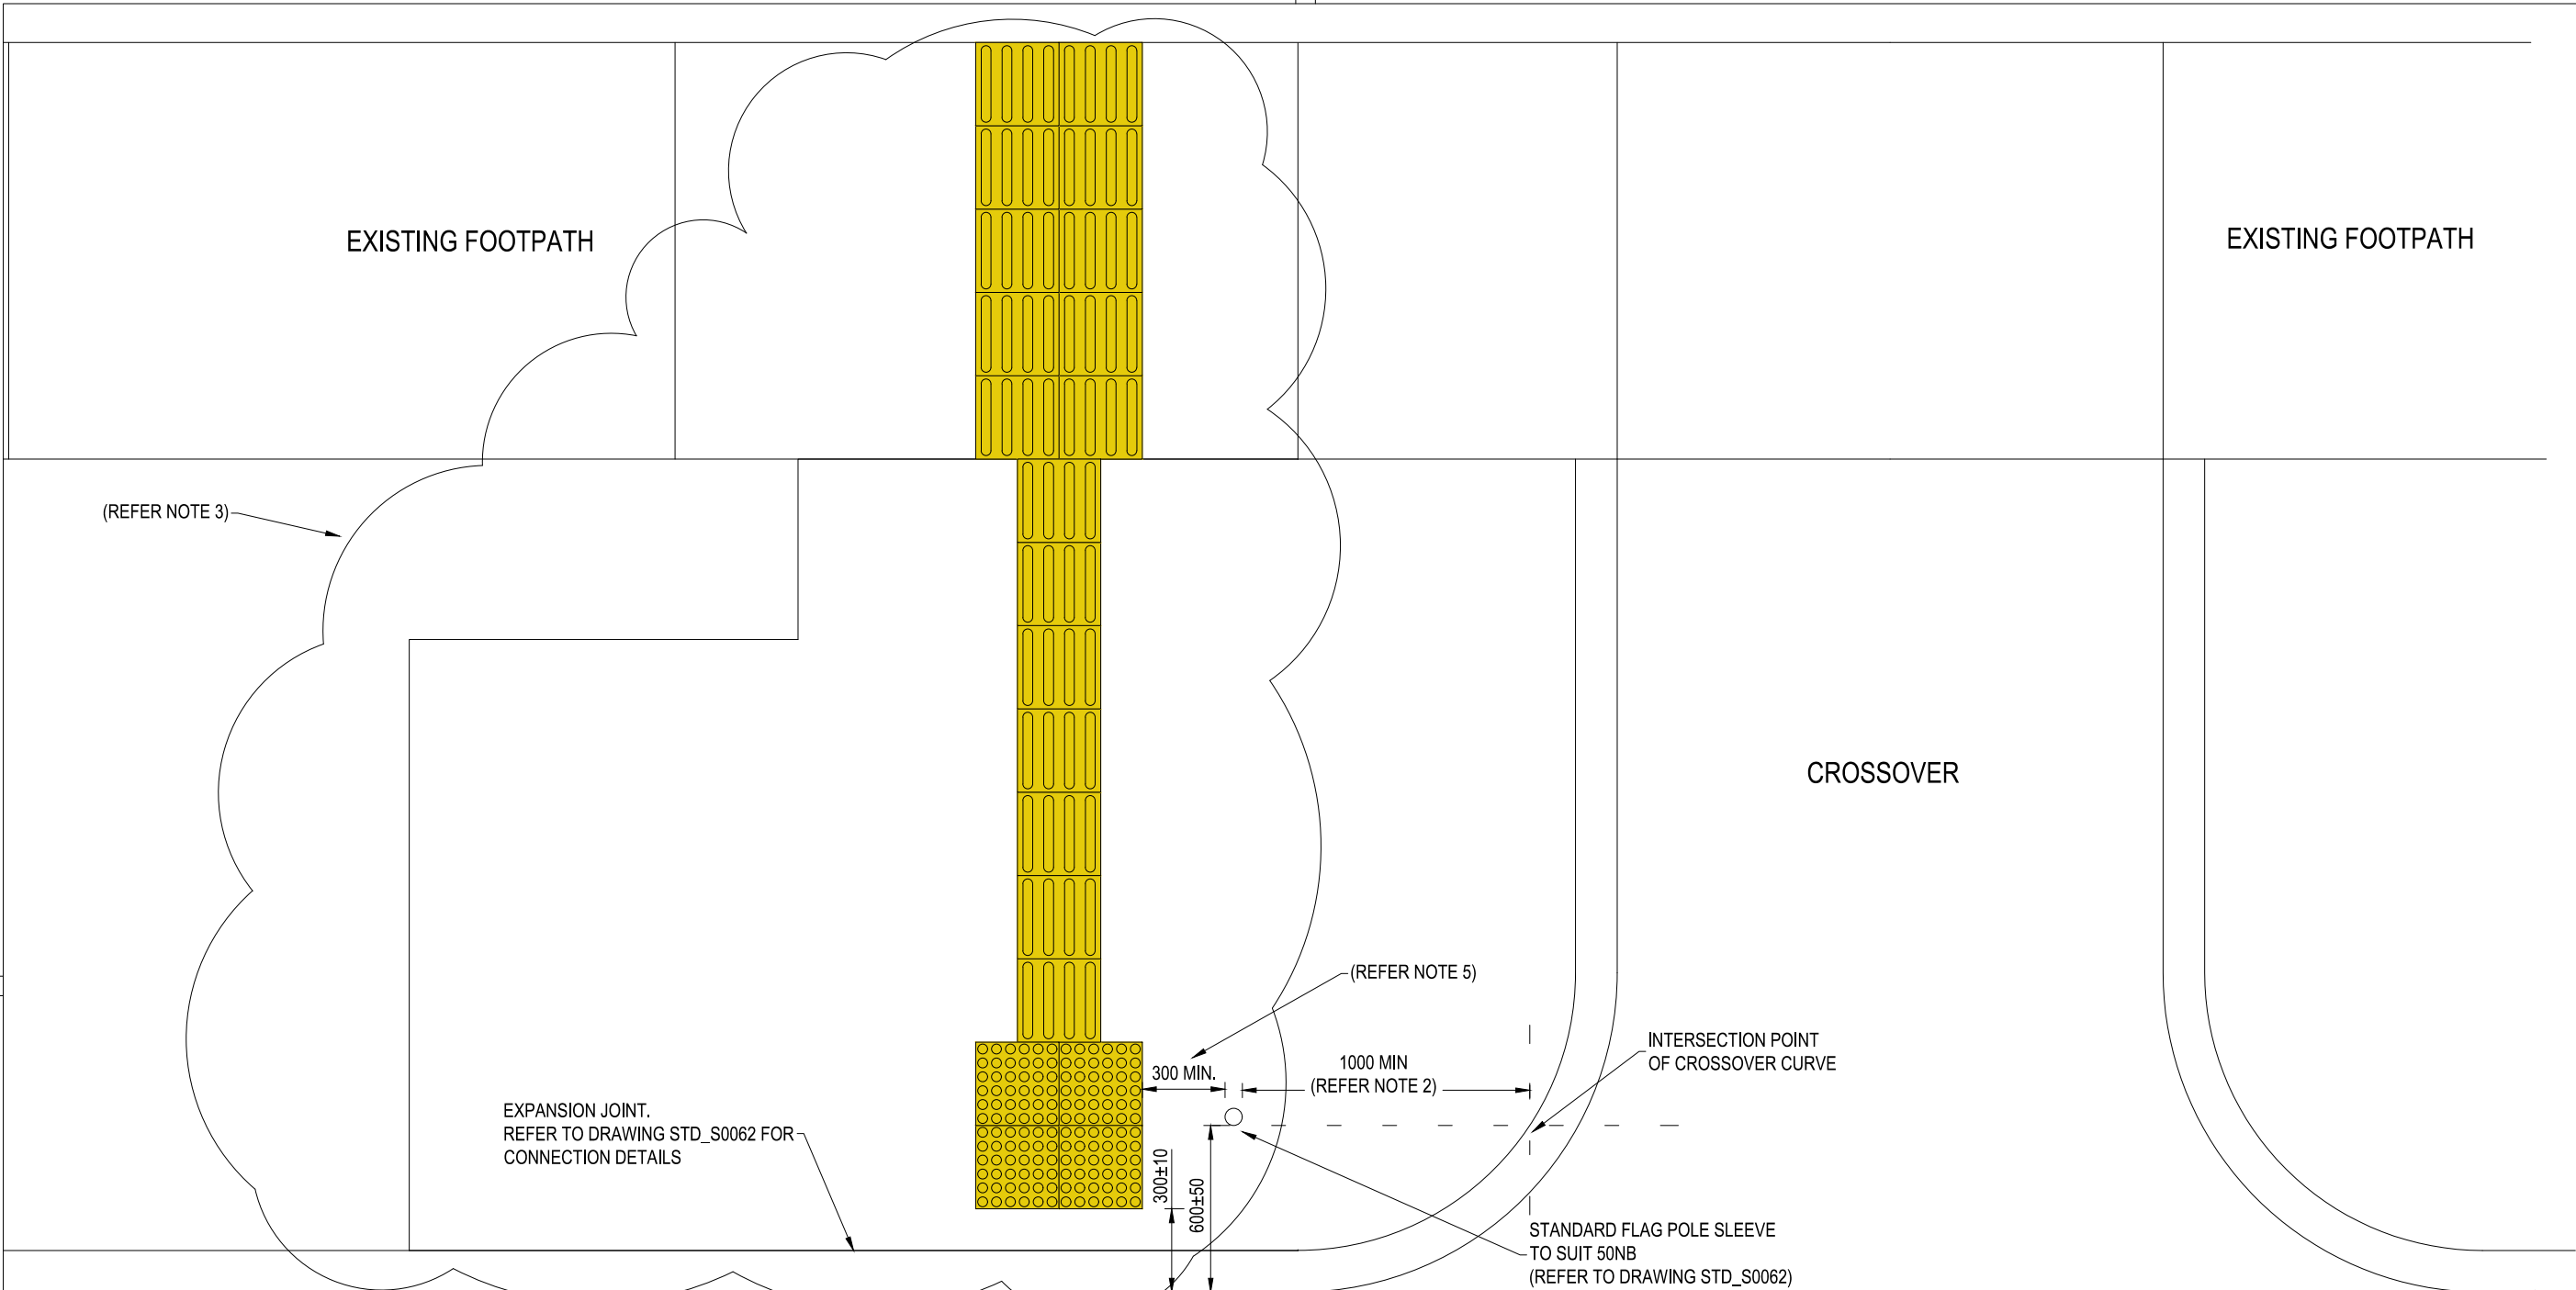 EXISTING FOOTPATH
EXISTING FOOTPATH
(REFER NOTE 3)
CROSSOVER
(REFER NOTE 5)
INTERSECTION POINT
OF CROSSOVER CURVE
300 MIN.
1000 MIN
(REFER NOTE 2)
EXPANSION JOINT.
REFER TO DRAWING STD_S0062 FOR
CONNECTION DETAILS
300±10
600±50
STANDARD FLAG POLE SLEEVE
TO SUIT 50NB
(REFER TO DRAWING STD_S0062)